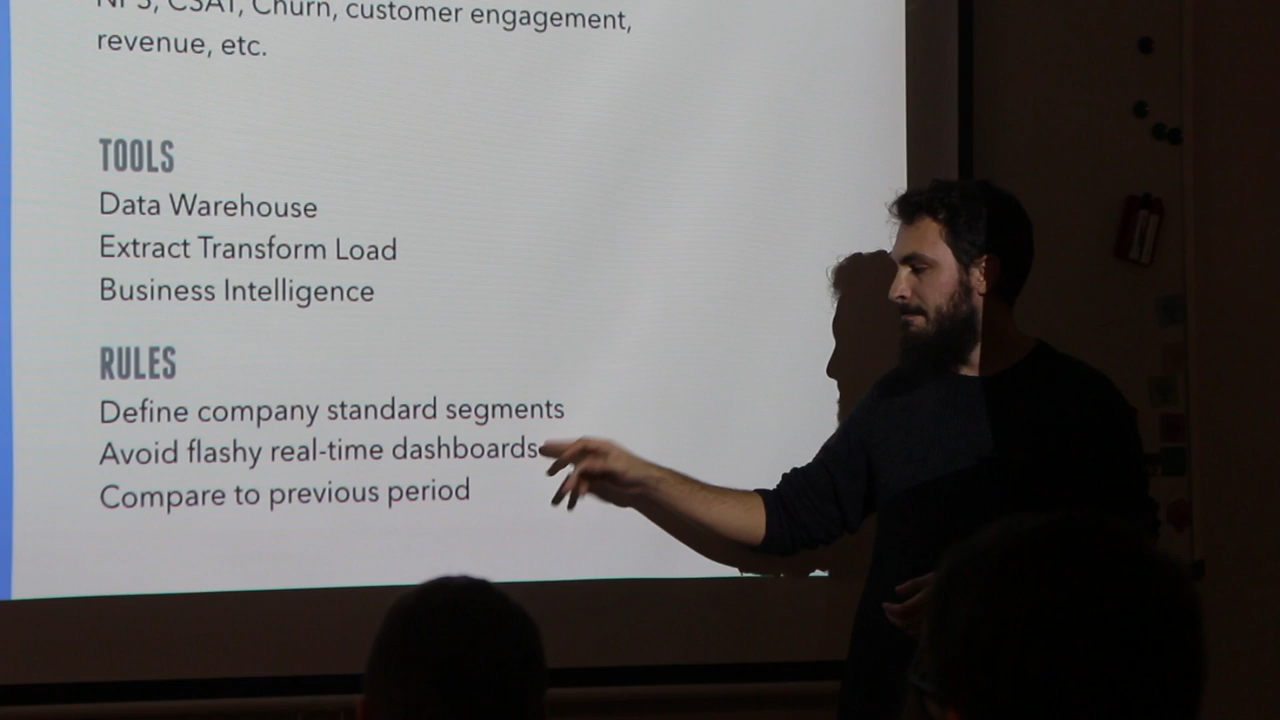 NPS, CSAT, Churn, customer engagement,
revenue, etc.
TOOLS
Data Warehouse
Extract Transform Load
Business Intelligence
RULES
Define company standard segments
Avoid flashy real-time dashboards
Compare to previous period